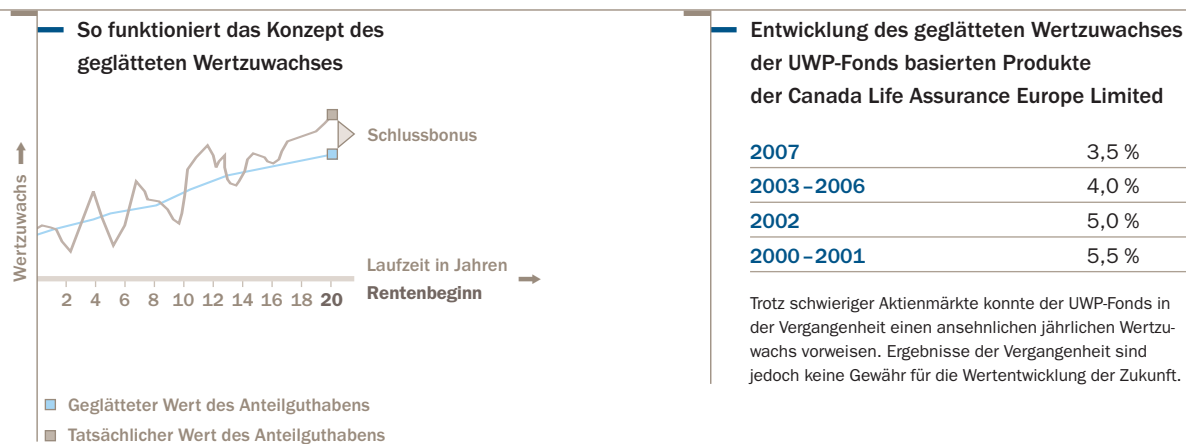 So funktioniert das Konzept des
geglätteten Wertzuwachses
Wertzuwachs
Schlussbonus
Laufzeit in Jahren
Rentenbeginn
2 4 6 8 10 12 14 16 18 20
Geglätteter Wert des Anteilguthabens
Tatsächlicher Wert des Anteilguthabens
Entwicklung des geglätteten Wertzuwachses
der UWP-Fonds basierten Produkte
der Canada Life Assurance Europe Limited
2007 3,5 %
2003–2006 4,0 %
2002 5,0 %
2000–2001 5,5 %
Trotz schwieriger Aktienmärkte konnte der UWP-Fonds in
der Vergangenheit einen ansehnlichen jährlichen Wertzu-
wachs vorweisen. Ergebnisse der Vergangenheit sind
jedoch keine Gewähr für die Wertentwicklung der Zukunft.